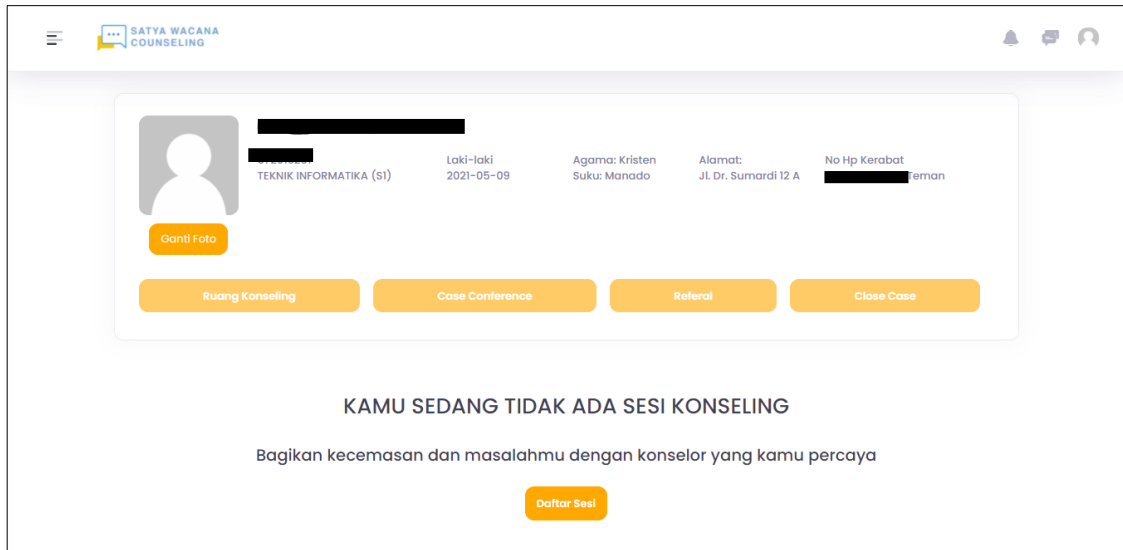 SATYA WACANA
COUNSELING
TEKNIK INFORMATIKA (S1)
Laki-laki
2021-05-09
Agama: Kristen
Suku: Manado
Alamat:
Jl. Dr. Sumardi 12 A
No Hp Kerabat
Teman
Ganti Foto
Ruang Konseling
Case Conference
Referal
Close Case
KAMU SEDANG TIDAK ADA SESI KONSELING
Bagikan kecemasan dan masalahmu dengan konselor yang kamu percaya
Daftar Sesi